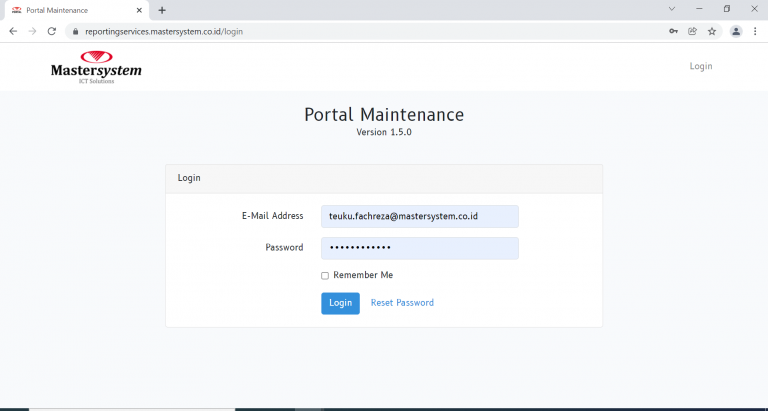 Portal Maintenance
reportingservices.mastersystem.co.id/login
Mastersystem
ICT Solutions
Login
Portal Maintenance
Version 1.5.0
Login
E-Mail Address
teuku.fachreza@mastersystem.co.id
Password
Remember Me
Login
Reset Password